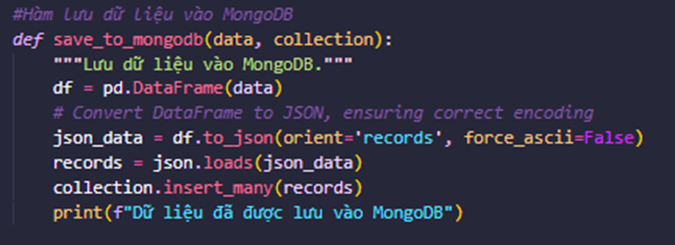 #Hàm lưu dữ liệu vào MongoDB
def save_to_mongodb(data, collection):
"""Lưu dữ liệu vào MongoDB."""
df = pd.DataFrame(data)
# Convert DataFrame to JSON, ensuring correct encoding
json_data = df.to_json(orient='records', force_ascii=False)
records = json.loads(json_data)
collection.insert_many(records)
print(f"Dữ liệu đã được lưu vào MongoDB")